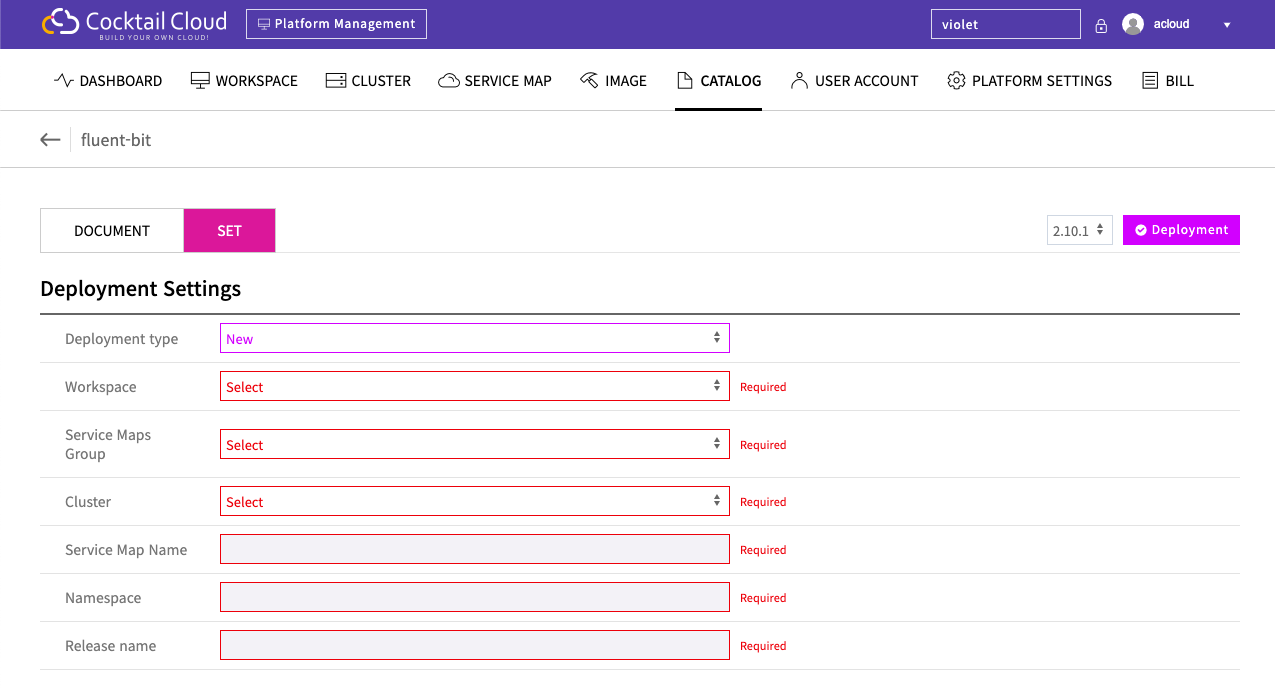 Cocktail Cloud
BUILD YOUR OWN CLOUD!
Platform Management
violet
acloud
DASHBOARD WORKSPACE CLUSTER SERVICE MAP IMAGE CATALOG USER ACCOUNT PLATFORM SETTINGS BILL
fluent-bit
DOCUMENT SET 2.10.1 Deployment
Deployment Settings
Deployment type New
Workspace Select Required
Service Maps
Group Select Required
Cluster Select Required
Service Map Name Required
Namespace Required
Release name Required